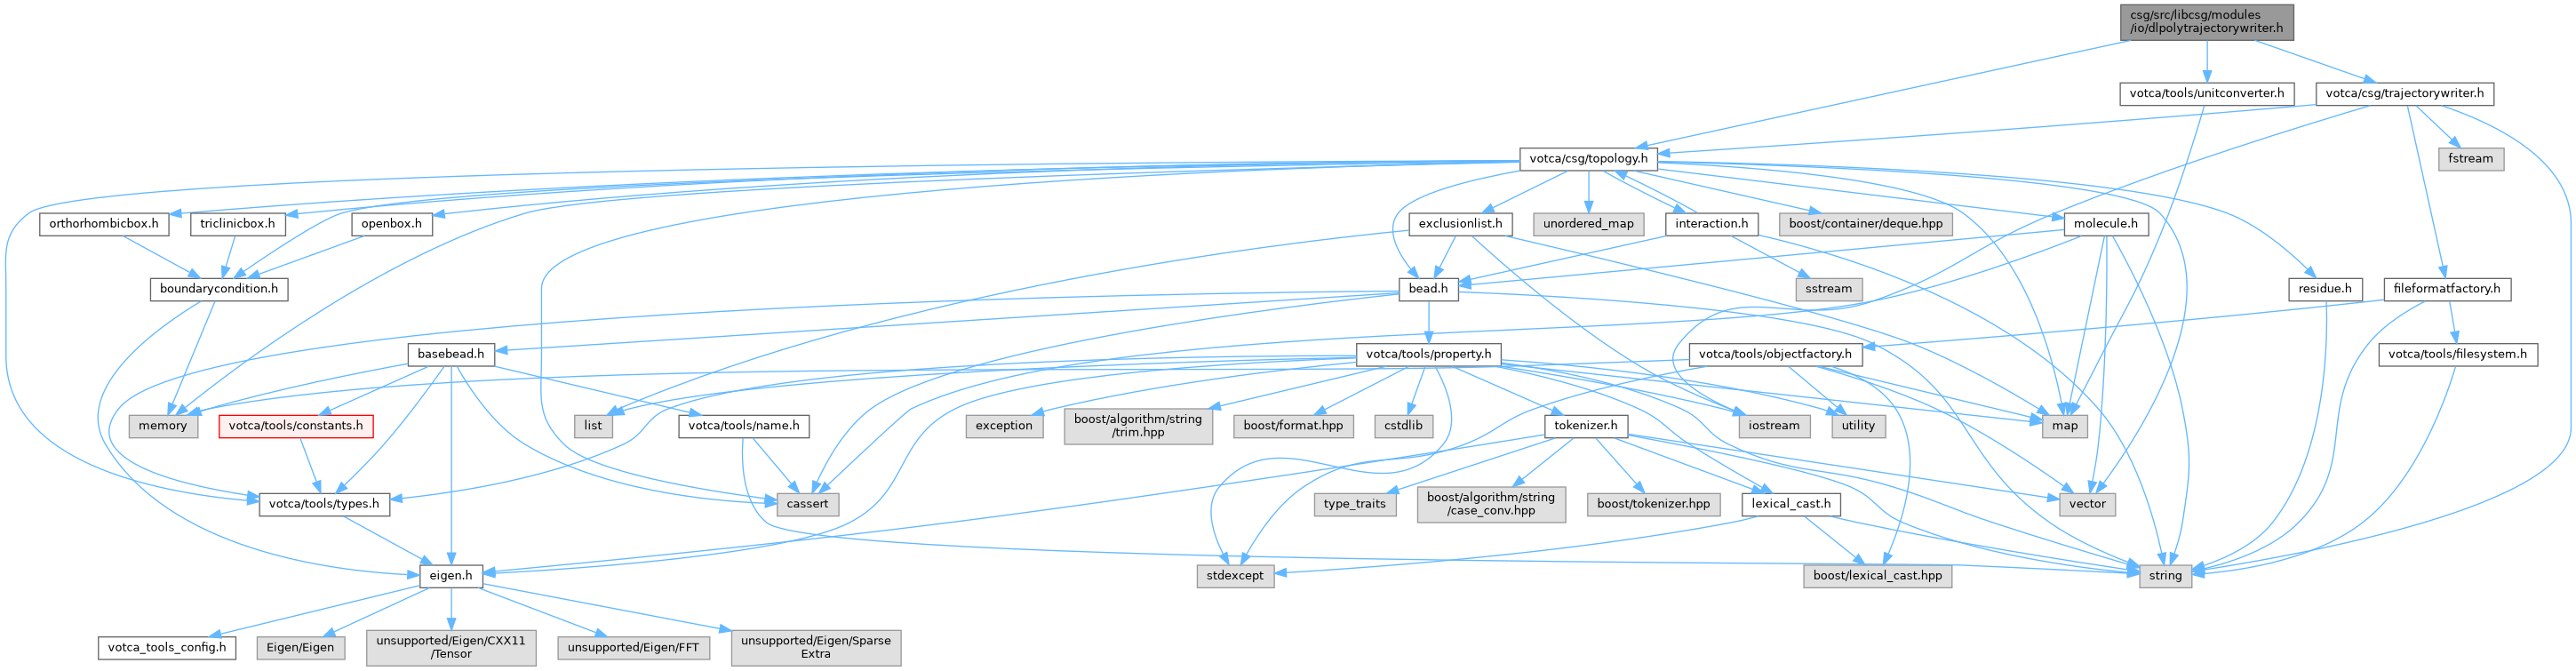 csg/src/libcsg/modules
/io/dlpolytrajectorywriter.h
votca/tools/unitconverter.h
votca/csg/trajectorywriter.h
votca/csg/topology.h
fstream
orthorhombicbox.h
triclinicbox.h
openbox.h
exclusionlist.h
unordered_map
interaction.h
boost/container/deque.hpp
molecule.h
boundarycondition.h
bead.h
sstream
residue.h
fileformatfactory.h
basebead.h
votca/tools/property.h
votca/tools/objectfactory.h
votca/tools/filesystem.h
memory
votca/tools/constants.h
list
votca/tools/name.h
exception
boost/algorithm/string
/trim.hpp
boost/format.hpp
cstdlib
tokenizer.h
iostream
utility
map
votca/tools/types.h
cassert
type_traits
boost/algorithm/string
/case_conv.hpp
boost/tokenizer.hpp
lexical_cast.h
vector
eigen.h
stdexcept
boost/lexical_cast.hpp
string
votca_tools_config.h
Eigen/Eigen
unsupported/Eigen/CXX11
/Tensor
unsupported/Eigen/FFT
unsupported/Eigen/Sparse
Extra